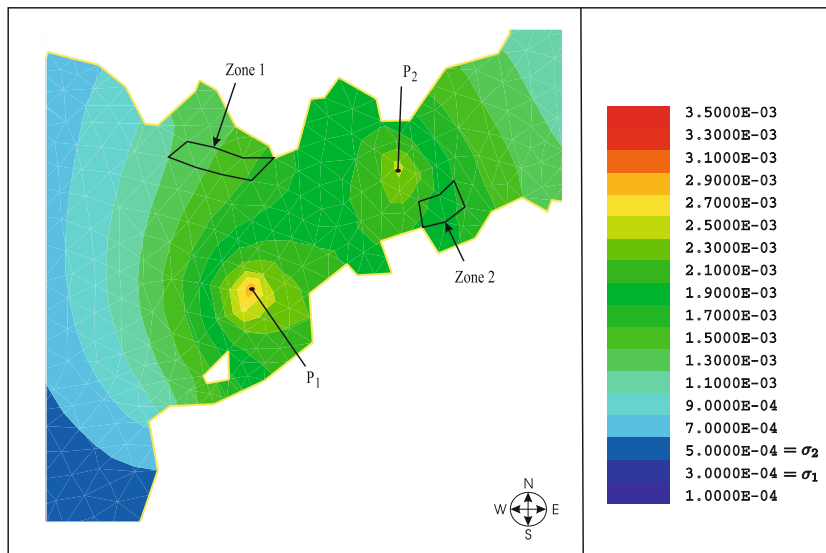 Zone 1
P2
Zone 2
P1
N
W E
S
3.5000E-03
3.3000E-03
3.1000E-03
2.9000E-03
2.7000E-03
2.5000E-03
2.3000E-03
2.1000E-03
1.9000E-03
1.7000E-03
1.5000E-03
1.3000E-03
1.1000E-03
9.0000E-04
7.0000E-04
5.0000E-04 = σ2
3.0000E-04 = σ1
1.0000E-04